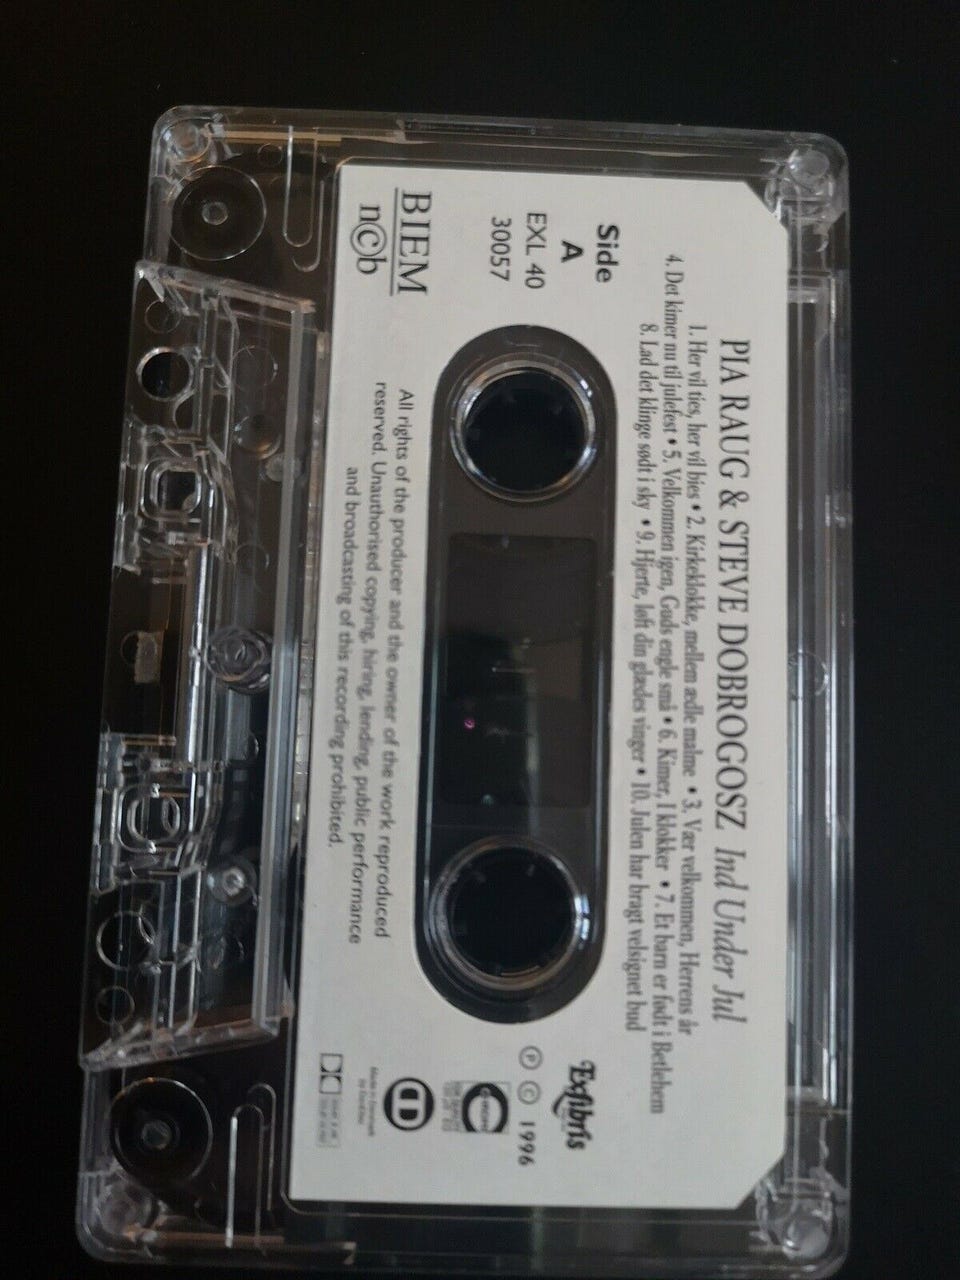 PIA RAUG & STEVE DOBROGOSZ Ind Under Jul
1. Her vil ties, her vil bies • 2. Kirkeklokke, mellem ædle malme • 3. Vær velkommen, Herrens år
4. Det kimer nu til julefest • 5. Velkommen igen, Guds engle små • 6. Kimer, I klokker • 7. Et barn er født i Betlehem
8. Lad det klinge sødt i sky • 9. Hjerte, løft din glædes vinger • 10. Julen har bragt velsignet bud
Side
A
EXL 40
30057
BIEM
n©b
Exlibris
Ⓟ © 1996
Made in Denmark
All rights of the producer and the owner of the work reproduced
reserved. Unauthorised copying, hiring, lending, public performance
and broadcasting of this recording prohibited.